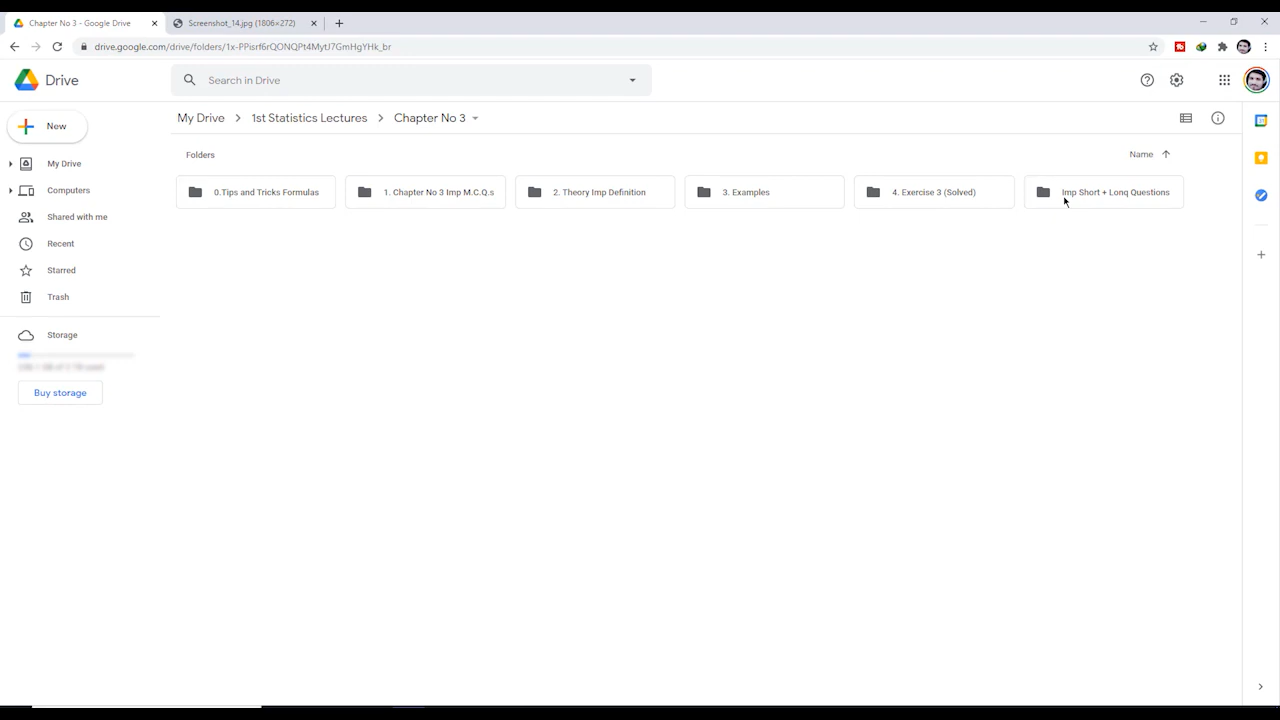 Chapter No 3 - Google Drive
Screenshot_14.jpg (1806×272)
drive.google.com/drive/folders/1x-PPisrf6rQONQPt4MytJ7GmHgYHk_br
Drive
Search in Drive
New
My Drive
1st Statistics Lectures
Chapter No 3
Folders
Name
0.Tips and Tricks Formulas
1. Chapter No 3 Imp M.C.Q.s
2. Theory Imp Definition
3. Examples
4. Exercise 3 (Solved)
Imp Short + Long Questions
My Drive
Computers
Shared with me
Recent
Starred
Trash
Storage
Buy storage